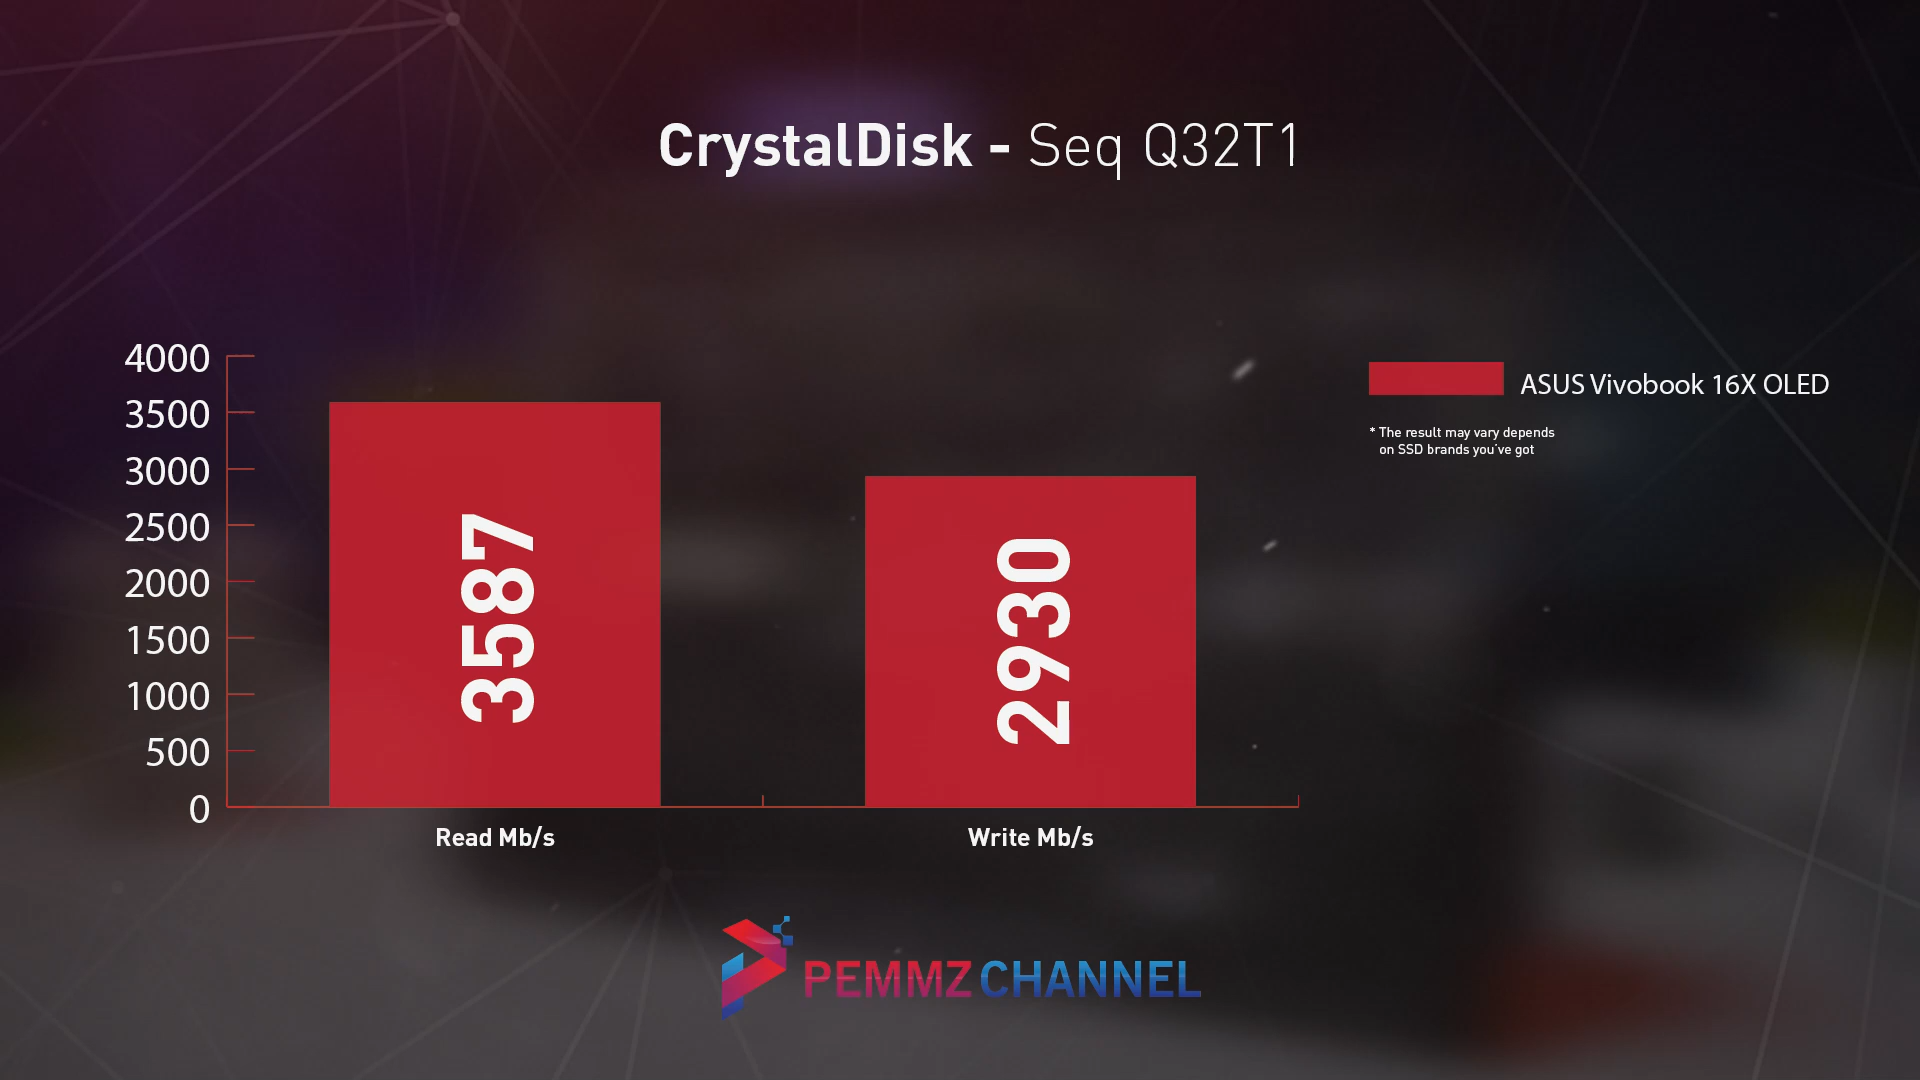 CrystalDisk - Seq Q32T1
4000
3500
3000
2500
2000
1500
1000
500
0
3587
2930
Read Mb/s
Write Mb/s
ASUS Vivobook 16X OLED
* The result may vary depends
on SSD brands you've got
PEMMZ CHANNEL